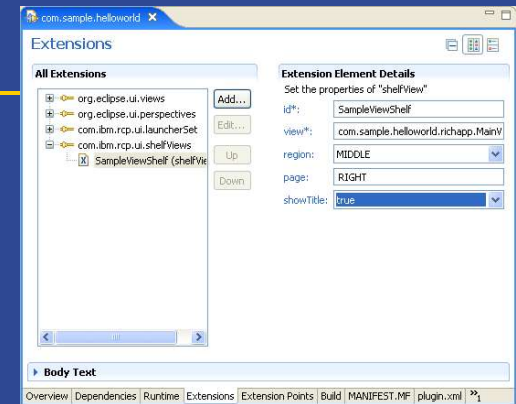 com.sample.helloworld
Extensions
All Extensions
org.eclipse.ui.views
org.eclipse.ui.perspectives
com.ibm.rcp.ui.launcherSet
com.ibm.rcp.ui.shelfViews
SampleViewShelf (shelfVie
Add...
Edit...
Up
Down
Extension Element Details
Set the properties of "shelfView"
id*: SampleViewShelf
view*: com.sample.helloworld.richapp.MainV
region: MIDDLE
page: RIGHT
showTitle: true
Body Text
Overview Dependencies Runtime Extensions Extension Points Build MANIFEST.MF plugin.xml »1